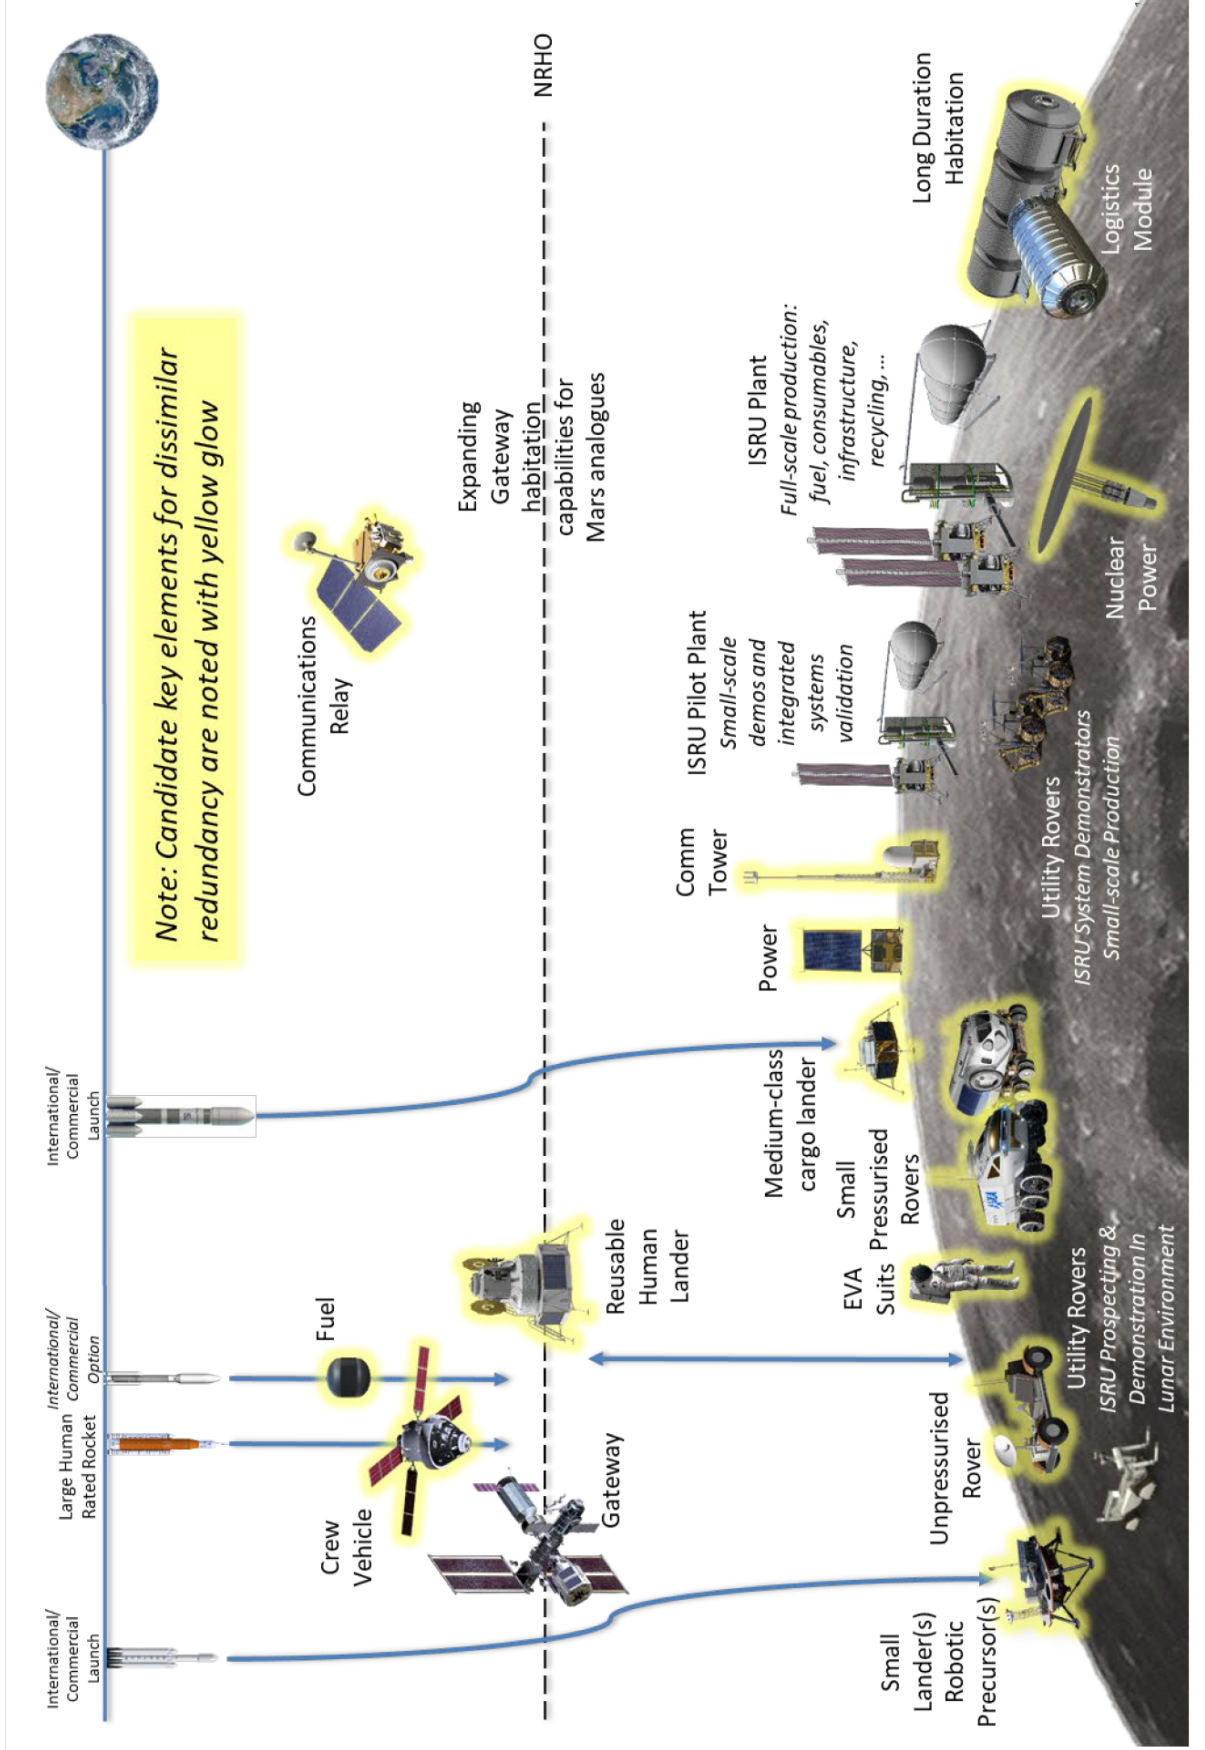 International/
Commercial
Launch
Large Human
Rated Rocket
International/
Commercial
Option
International/
Commercial
Launch
Note: Candidate key elements for dissimilar
redundancy are noted with yellow glow
Crew
Vehicle
Fuel
Communications
Relay
Gateway
Reusable
Human
Lander
Expanding
Gateway
habitation
capabilities for
Mars analogues
NRHO
Small
Lander(s)
Robotic
Precursor(s)
Unpressurised
Rover
EVA
Suits
Small
Pressurised
Rovers
Medium-class
cargo lander
Power
Comm
Tower
ISRU Pilot Plant
Small-scale
demos and
integrated
systems
validation
ISRU Plant
Full-scale production:
fuel, consumables,
infrastructure,
recycling, ...
Long Duration
Habitation
Utility Rovers
ISRU Prospecting &
Demonstration In
Lunar Environment
Utility Rovers
ISRU System Demonstrators
Small-scale Production
Nuclear
Power
Logistics
Module